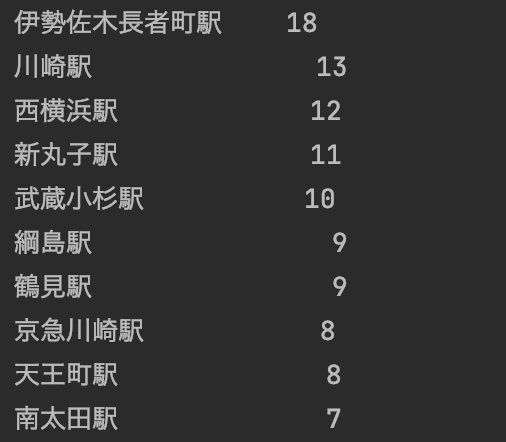 伊勢佐木長者町駅 18
川崎駅 13
西横浜駅 12
新丸子駅 11
武蔵小杉駅 10
綱島駅 9
鶴見駅 9
京急川崎駅 8
天王町駅 8
南太田駅 7